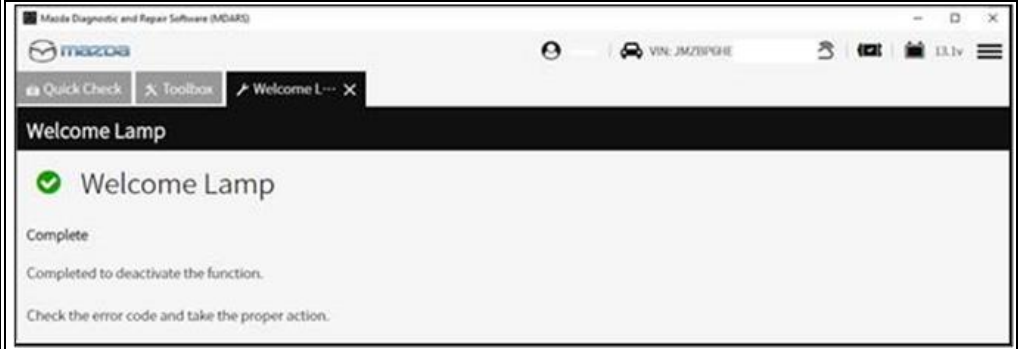 Mazda Diagnostic and Repair Software (MDARS)
mazda
VIN: JMZBP6HE
13.1v
Quick Check
Toolbox
Welcome L···
Welcome Lamp
Welcome Lamp
Complete
Completed to deactivate the function.
Check the error code and take the proper action.